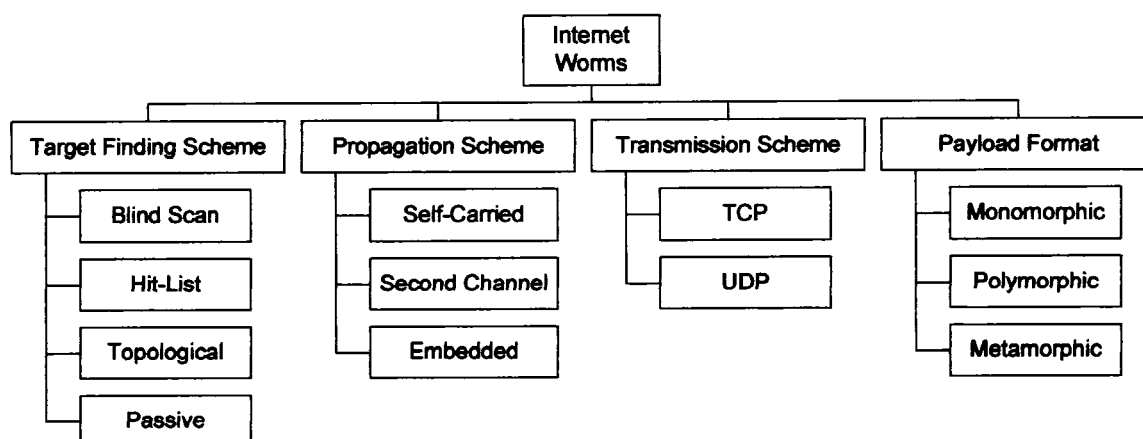 Internet
Worms
Target Finding Scheme
Propagation Scheme
Transmission Scheme
Payload Format
Blind Scan
Hit-List
Topological
Passive
Self-Carried
Second Channel
Embedded
TCP
UDP
Monomorphic
Polymorphic
Metamorphic